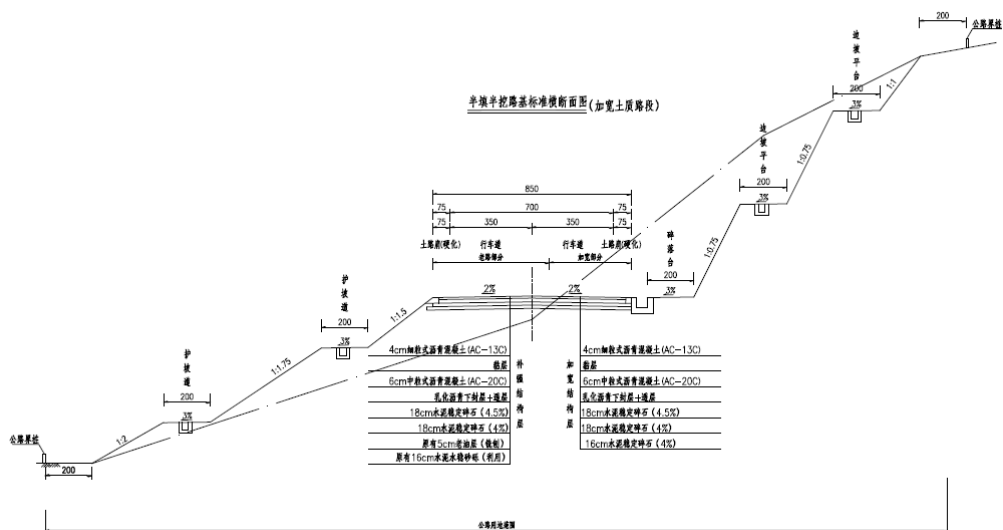 半填半挖路基标准横断面图(加宽土质路段)
200
公路界桩
边坡平台
200
3%
1:1
边坡平台
200
3%
1:0.75
碎落台
200
3%
1:0.75
850
75
700
75
75
350
350
75
土路肩(硬化)
行车道
行车道
土路肩(硬化)
老路部分
加宽部分
2%
2%
护坡道
200
3%
1:1.5
护坡道
200
3%
1:1.75
1:2
公路界桩
200
补强结构层
4cm细粒式沥青混凝土(AC-13C)
黏层
6cm中粒式沥青混凝土(AC-20C)
乳化沥青下封层+透层
18cm水泥稳定碎石(4.5%)
18cm水泥稳定碎石(4%)
原有5cm老油层(铣刨)
原有16cm水泥水稳砂砾(利用)
加宽结构层
4cm细粒式沥青混凝土(AC-13C)
黏层
6cm中粒式沥青混凝土(AC-20C)
乳化沥青下封层+透层
18cm水泥稳定碎石(4.5%)
18cm水泥稳定碎石(4%)
16cm水泥稳定碎石(4%)
公路用地范围